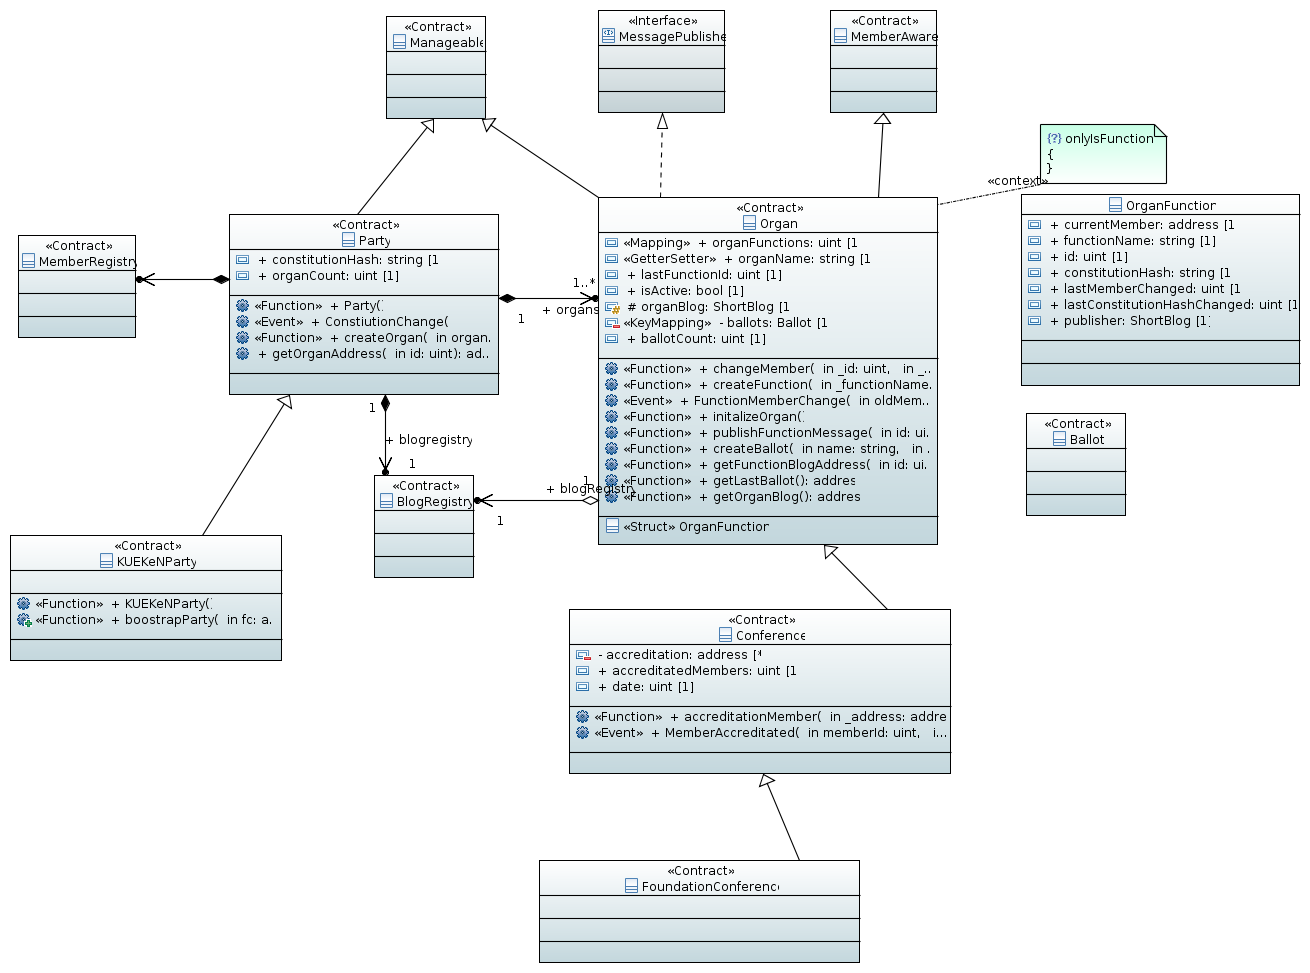 «Contract»
Manageable
«Interface»
MessagePublishe
«Contract»
MemberAware
{?} onlyIsFunction
{
}
«context»
«Contract»
MemberRegistry
«Contract»
Party
+ constitutionHash: string [1
+ organCount: uint [1]
«Function» + Party(
«Event» + ConstiutionChange(
«Function» + createOrgan( in organ.
+ getOrganAddress( in id: uint): ad..
1..*
+ organs
1
«Contract»
Organ
«Mapping» + organFunctions: uint [1
«GetterSetter» + organName: string [1
+ lastFunctionId: uint [1]
+ isActive: bool [1]
# organBlog: ShortBlog [1
«KeyMapping» - ballots: Ballot [1
+ ballotCount: uint [1]
«Function» + changeMember( in _id: uint, in _..
«Function» + createFunction( in _functionName.
«Event» + FunctionMemberChange( in oldMem..
«Function» + initalizeOrgan(
«Function» + publishFunctionMessage( in id: ui.
«Function» + createBallot( in name: string, in .
«Function» + getFunctionBlogAddress( in id: ui.
«Function» + getLastBallot(): addres
«Function» + getOrganBlog(): addres
«Struct» OrganFunction
OrganFunction
+ currentMember: address [1
+ functionName: string [1]
+ id: uint [1]
+ constitutionHash: string [1
+ lastMemberChanged: uint [1
+ lastConstitutionHashChanged: uint [1
+ publisher: ShortBlog [1]
1
+ blogregistry
1
«Contract»
BlogRegistry
1
+ blogRegistry
1
«Contract»
Ballot
«Contract»
KUEKeNParty
«Function» + KUEKeNParty()
«Function» + boostrapParty( in fc: a.
«Contract»
Conference
- accreditation: address [*
+ accreditatedMembers: uint [1
+ date: uint [1]
«Function» + accreditationMember( in _address: addre
«Event» + MemberAccreditated( in memberId: uint, i...
«Contract»
FoundationConferenc